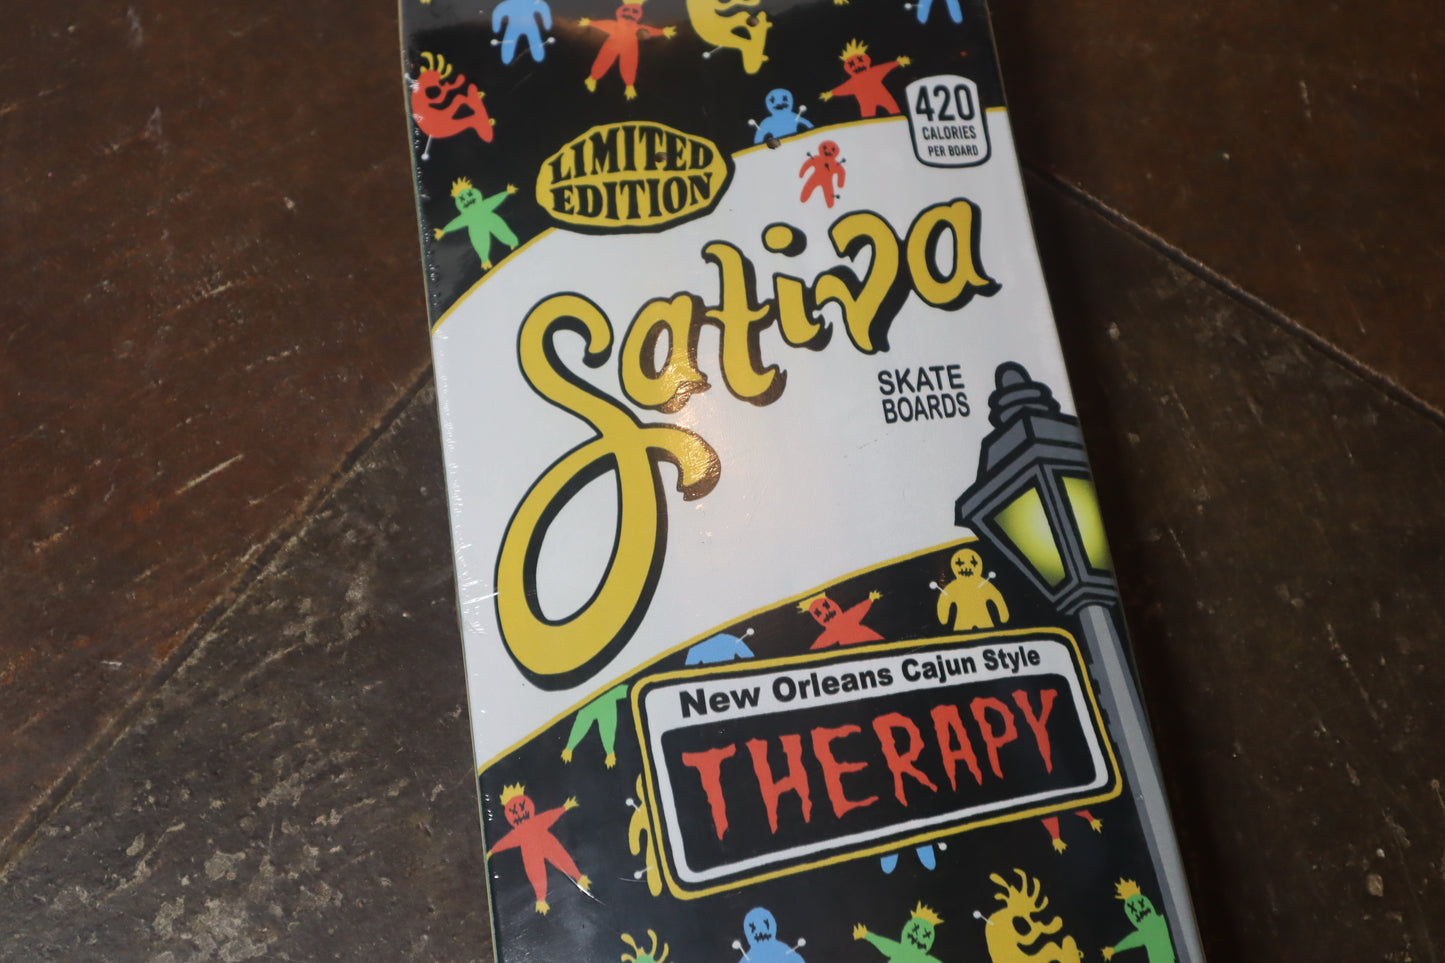 420
CALORIES
PER BOARD
LIMITED
EDITION
Sativa
SKATE
BOARDS
New Orleans Cajun Style
THERAPY